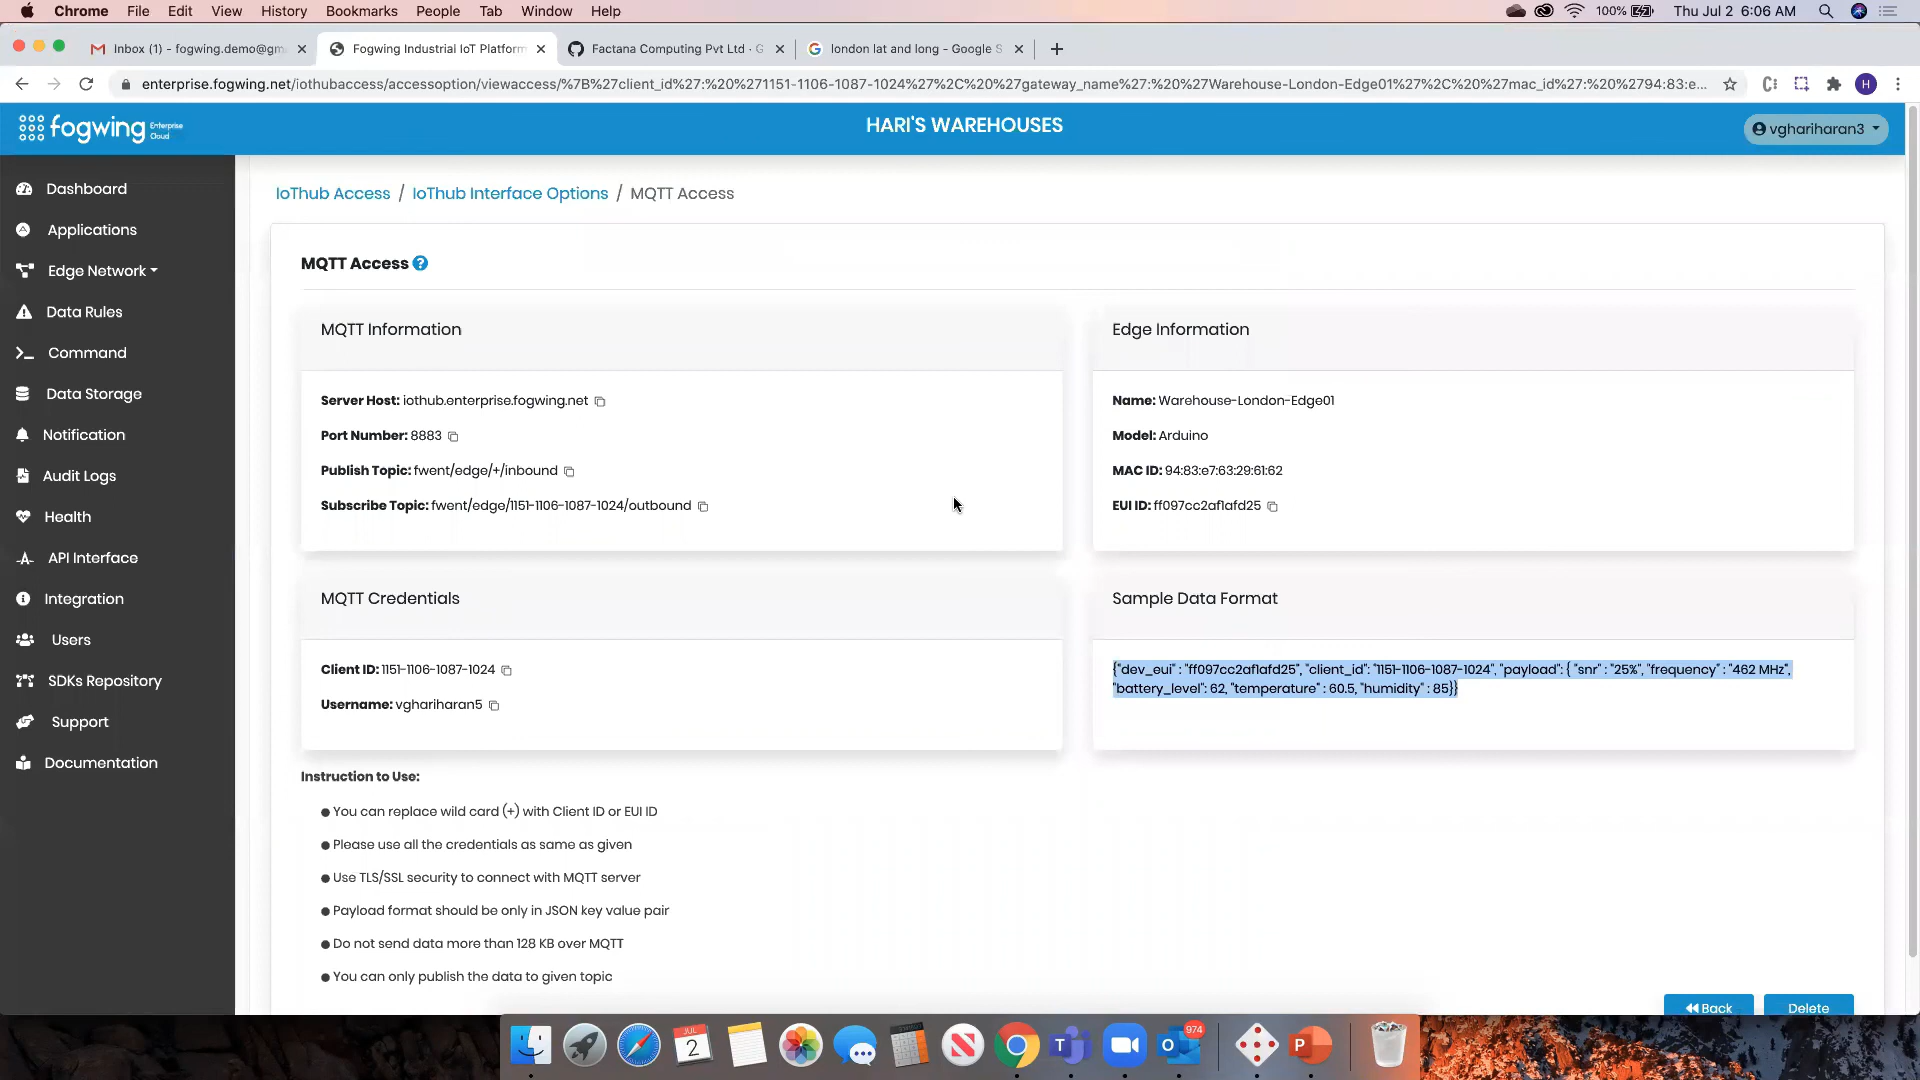 Chrome File Edit View History Bookmarks People Tab Window Help 100% Thu Jul 2 6:06 AM
Inbox (1) - fogwing.demo@gm Fogwing Industrial IoT Platform Factana Computing Pvt Ltd · G london lat and long - Google S
enterprise.fogwing.net/iothubaccess/accessoption/viewaccess/%7B%27client_id%27:%20%271151-1106-1087-1024%27%2C%20%27gateway_name%27:%20%27Warehouse-London-Edge01%27%2C%20%27mac_id%27:%20%2794:83:e... H
fogwing Enterprise Cloud
HARI'S WAREHOUSES
vghariharan3
Dashboard
Applications
Edge Network
Data Rules
Command
Data Storage
Notification
Audit Logs
Health
API Interface
Integration
Users
SDKs Repository
Support
Documentation
IoThub Access / IoThub Interface Options / MQTT Access
MQTT Access ?
MQTT Information
Server Host: iothub.enterprise.fogwing.net
Port Number: 8883
Publish Topic: fwent/edge/+/inbound
Subscribe Topic: fwent/edge/1151-1106-1087-1024/outbound
Edge Information
Name: Warehouse-London-Edge01
Model: Arduino
MAC ID: 94:83:e7:63:29:61:62
EUI ID: ff097cc2af1afd25
MQTT Credentials
Client ID: 1151-1106-1087-1024
Username: vghariharan5
Sample Data Format
{"dev_eui" : "ff097cc2af1afd25", "client_id": "1151-1106-1087-1024", "payload": { "snr" : "25%", "frequency" : "462 MHz",
"battery_level": 62, "temperature" : 60.5, "humidity" : 85}}
Instruction to Use:
● You can replace wild card (+) with Client ID or EUI ID
● Please use all the credentials as same as given
● Use TLS/SSL security to connect with MQTT server
● Payload format should be only in JSON key value pair
● Do not send data more than 128 KB over MQTT
● You can only publish the data to given topic
Back Delete
JUL
2
974